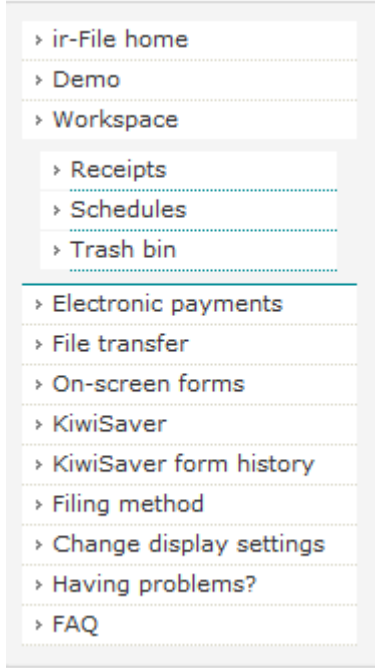 ir-File home
Demo
Workspace
Receipts
Schedules
Trash bin
Electronic payments
File transfer
On-screen forms
KiwiSaver
KiwiSaver form history
Filing method
Change display settings
Having problems?
FAQ